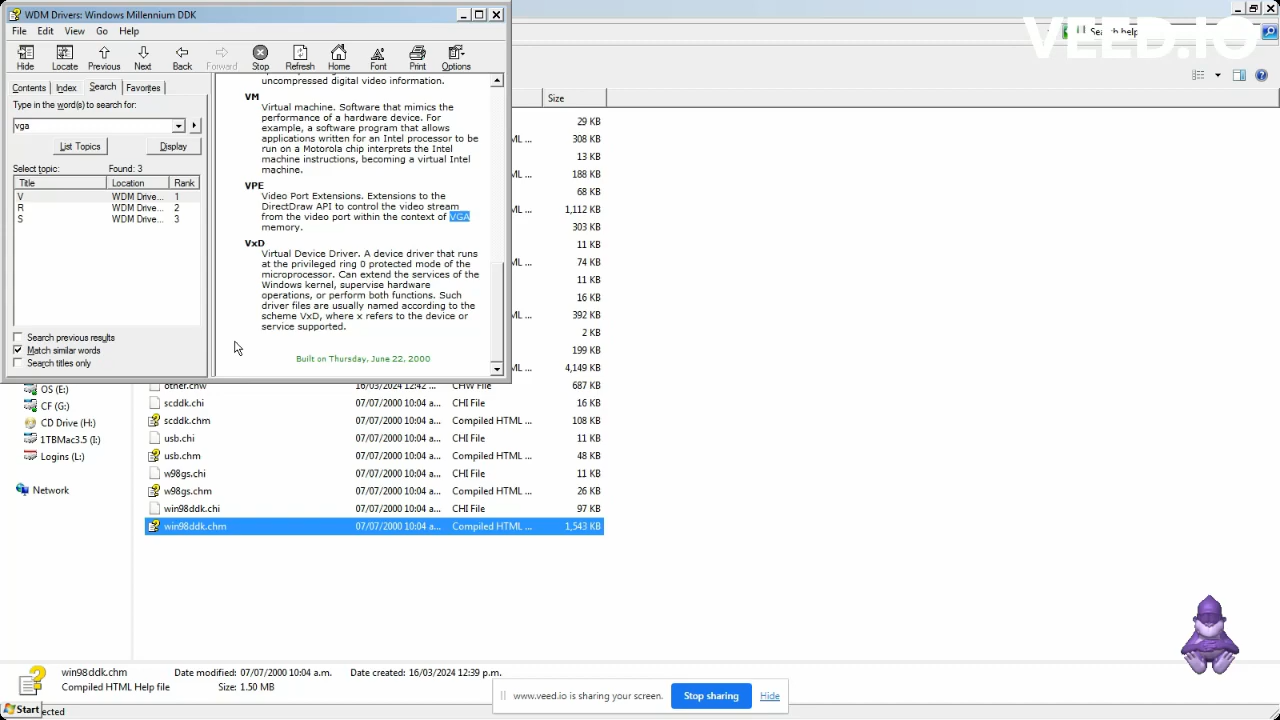 WDM Drivers: Windows Millennium DDK
File Edit View Go Help
Hide Locate Previous Next Back Forward Stop Refresh Home Font Print Options
Contents Index Search Favorites
Type in the word(s) to search for:
vga
List Topics Display
Select topic: Found: 3
Title Location Rank
V WDM Drive... 1
R WDM Drive... 2
S WDM Drive... 3
Search previous results
Match similar words
Search titles only
uncompressed digital video information.
VM
Virtual machine. Software that mimics the
performance of a hardware device. For
example, a software program that allows
applications written for an Intel processor to be
run on a Motorola chip interprets the Intel
machine instructions, becoming a virtual Intel
machine.
VPE
Video Port Extensions. Extensions to the
DirectDraw API to control the video stream
from the video port within the context of VGA
memory.
VxD
Virtual Device Driver. A device driver that runs
at the privileged ring 0 protected mode of the
microprocessor. Can extend the services of the
Windows kernel, supervise hardware
operations, or perform both functions. Such
driver files are usually named according to the
scheme VxD, where x refers to the device or
service supported.
Built on Thursday, June 22, 2000
VEED.IO
Search help
Size
29 KB
ML ... 308 KB
13 KB
ML ... 188 KB
68 KB
ML ... 1,112 KB
303 KB
11 KB
ML ... 74 KB
11 KB
16 KB
ML ... 392 KB
2 KB
199 KB
ML ... 4,149 KB
other.chw 16/03/2024 12:42 ... CHW File 687 KB
scddk.chi 07/07/2000 10:04 a... CHI File 16 KB
scddk.chm 07/07/2000 10:04 a... Compiled HTML ... 108 KB
usb.chi 07/07/2000 10:04 a... CHI File 11 KB
usb.chm 07/07/2000 10:04 a... Compiled HTML ... 48 KB
w98gs.chi 07/07/2000 10:04 a... CHI File 11 KB
w98gs.chm 07/07/2000 10:04 a... Compiled HTML ... 26 KB
win98ddk.chi 07/07/2000 10:04 a... CHI File 97 KB
win98ddk.chm 07/07/2000 10:04 a... Compiled HTML ... 1,543 KB
OS (E:)
CF (G:)
CD Drive (H:)
1TBMac3.5 (I:)
Logins (L:)
Network
win98ddk.chm Date modified: 07/07/2000 10:04 a.m. Date created: 16/03/2024 12:39 p.m.
Compiled HTML Help file Size: 1.50 MB
www.veed.io is sharing your screen. Stop sharing Hide
Start ected